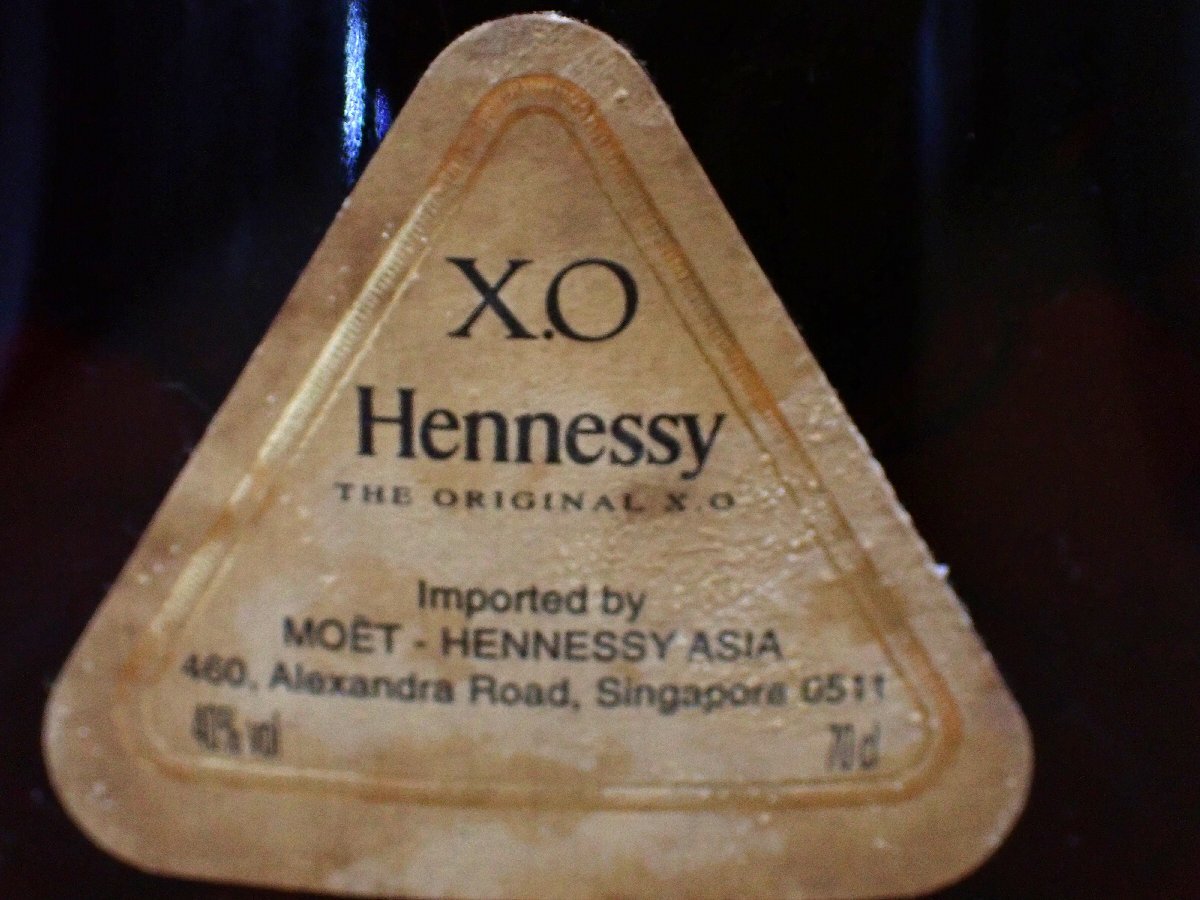 X.O
Hennessy
THE ORIGINAL X.O
Imported by
MOËT - HENNESSY ASIA
460, Alexandra Road, Singapore 0511
40% vol 70 cl